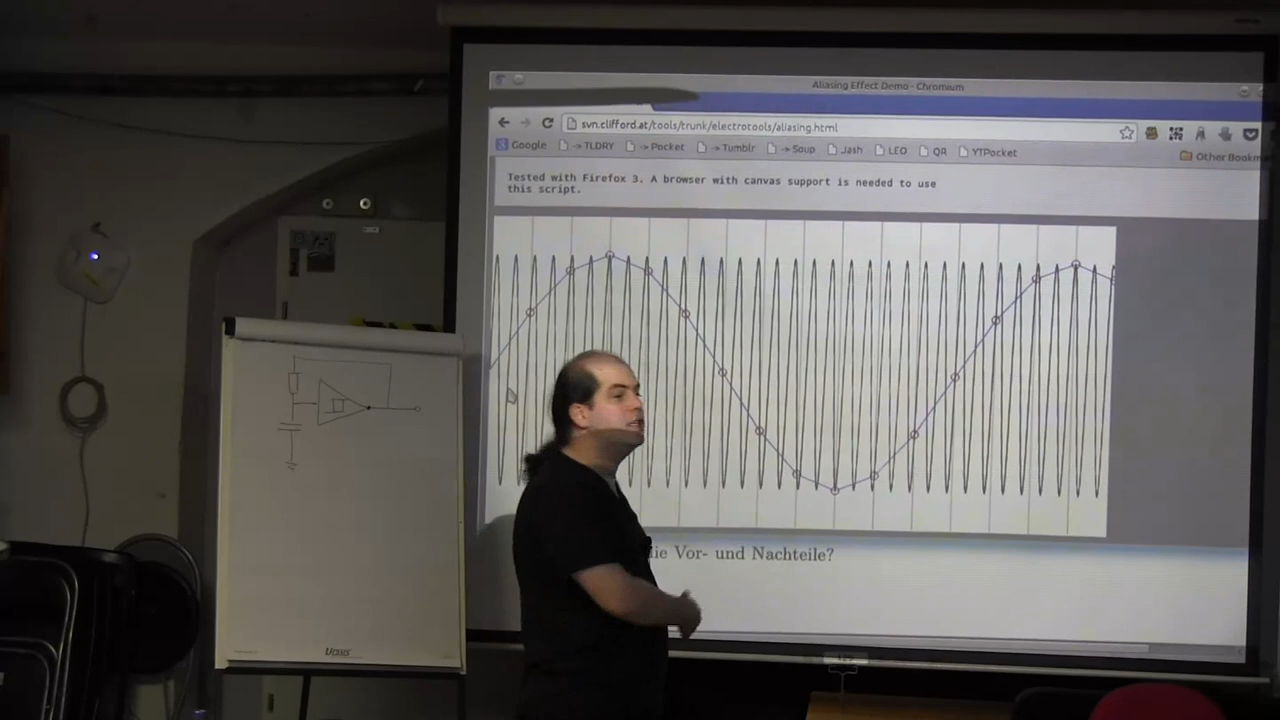 Aliasing Effect Demo - Chromium
svn.clifford.at/tools/trunk/electrotools/aliasing.html
Google -> TLDRY -> Pocket -> Tumblr -> Soup Jash LEO QR YTPocket
Other Bookm
Tested with Firefox 3. A browser with canvas support is needed to use
this script.
die Vor- und Nachteile?